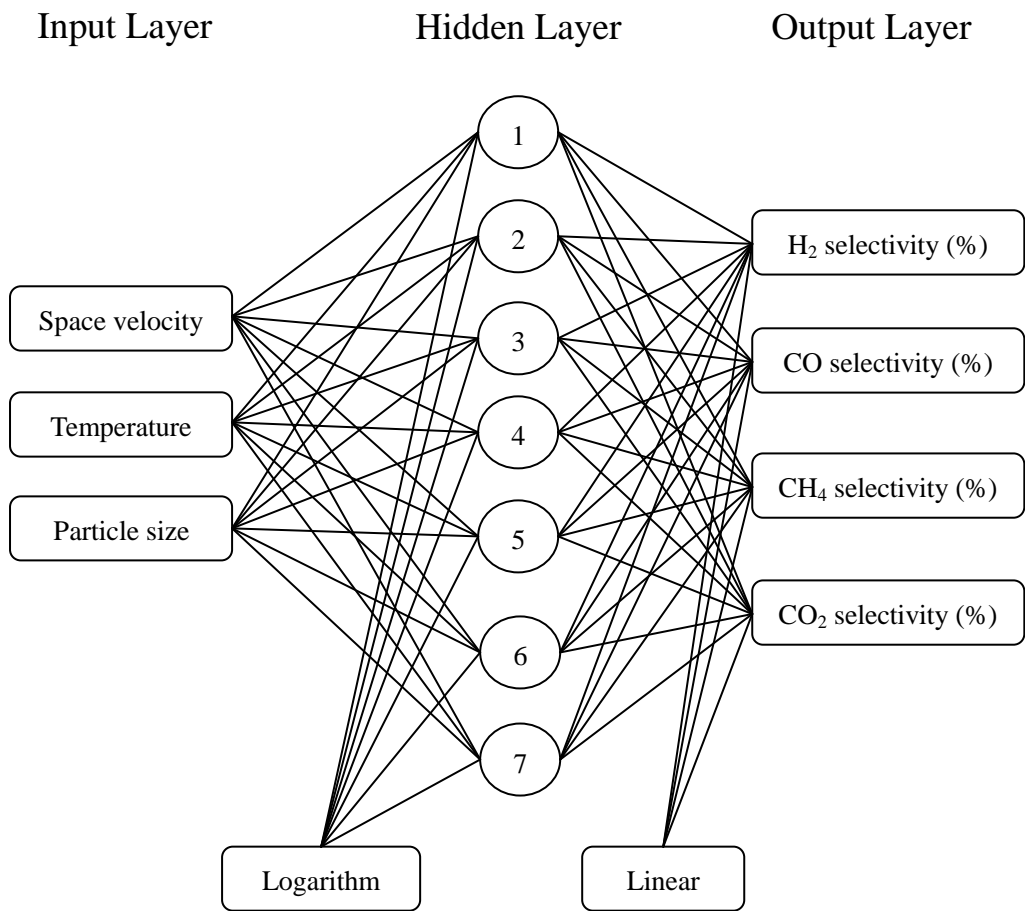 Input Layer
Hidden Layer
Output Layer
1
2
3
4
5
6
7
Space velocity
Temperature
Particle size
H₂ selectivity (%)
CO selectivity (%)
CH₄ selectivity (%)
CO₂ selectivity (%)
Logarithm
Linear